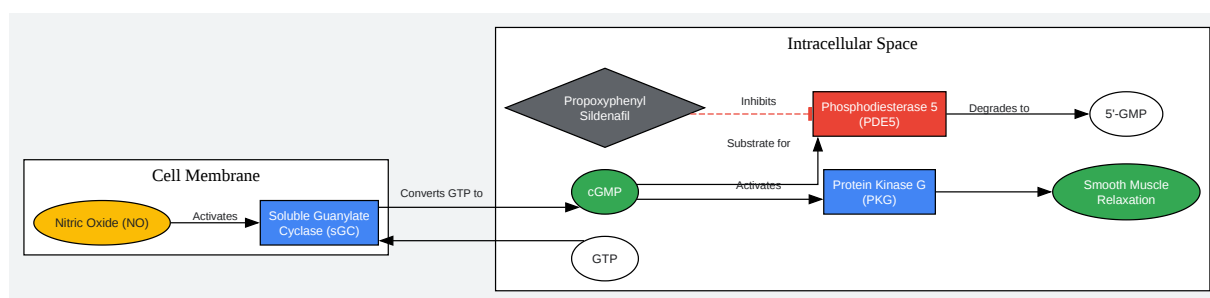 Intracellular Space
Propoxyphenyl
Sildenafil
Inhibits
Phosphodiesterase 5
(PDE5)
Degrades to
5'-GMP
Substrate for
Cell Membrane
Nitric Oxide (NO)
Activates
Soluble Guanylate
Cyclase (sGC)
Converts GTP to
cGMP
Activates
Protein Kinase G
(PKG)
Smooth Muscle
Relaxation
GTP